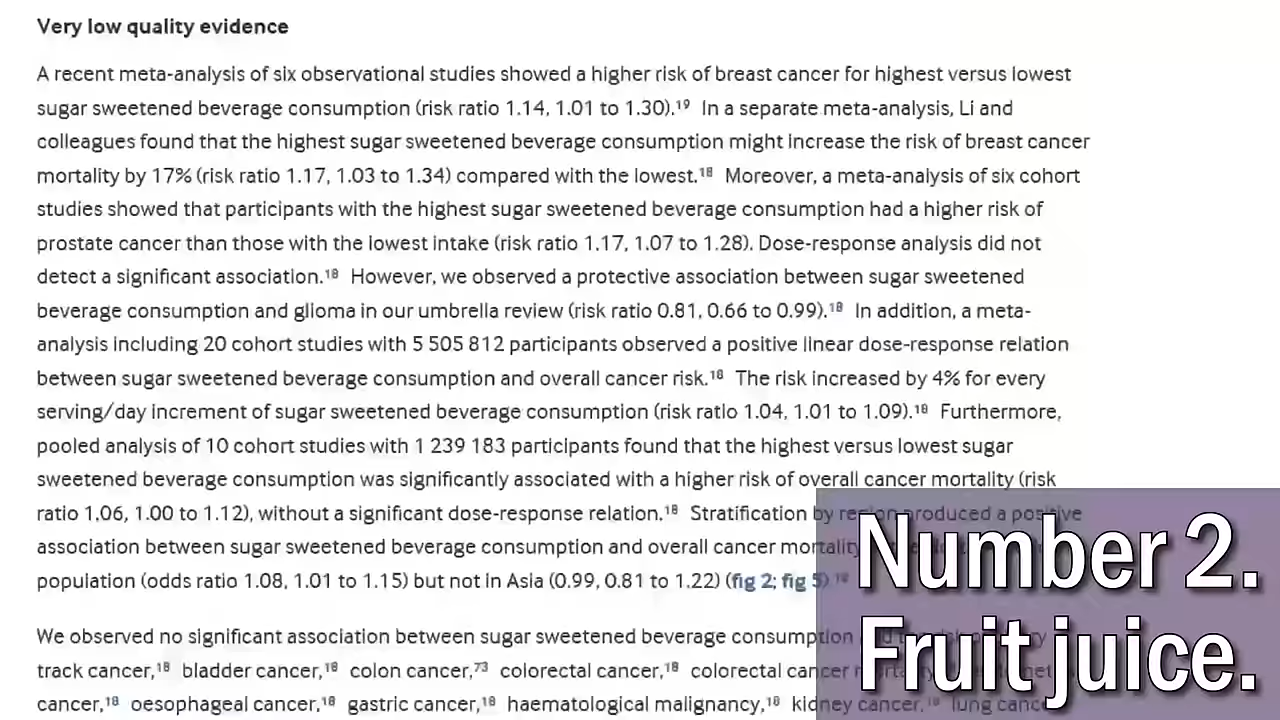 Very low quality evidence
A recent meta-analysis of six observational studies showed a higher risk of breast cancer for highest versus lowest
sugar sweetened beverage consumption (risk ratio 1.14, 1.01 to 1.30).¹⁹ In a separate meta-analysis, Li and
colleagues found that the highest sugar sweetened beverage consumption might increase the risk of breast cancer
mortality by 17% (risk ratio 1.17, 1.03 to 1.34) compared with the lowest.¹⁸ Moreover, a meta-analysis of six cohort
studies showed that participants with the highest sugar sweetened beverage consumption had a higher risk of
prostate cancer than those with the lowest intake (risk ratio 1.17, 1.07 to 1.28). Dose-response analysis did not
detect a significant association.¹⁸ However, we observed a protective association between sugar sweetened
beverage consumption and glioma in our umbrella review (risk ratio 0.81, 0.66 to 0.99).¹⁸ In addition, a meta-
analysis including 20 cohort studies with 5 505 812 participants observed a positive linear dose-response relation
between sugar sweetened beverage consumption and overall cancer risk.¹⁸ The risk increased by 4% for every
serving/day increment of sugar sweetened beverage consumption (risk ratio 1.04, 1.01 to 1.09).¹⁸ Furthermore,
pooled analysis of 10 cohort studies with 1 239 183 participants found that the highest versus lowest sugar
sweetened beverage consumption was significantly associated with a higher risk of overall cancer mortality (risk
ratio 1.06, 1.00 to 1.12), without a significant dose-response relation.¹⁸ Stratification by region produced a positive
association between sugar sweetened beverage consumption and overall cancer mortality
population (odds ratio 1.08, 1.01 to 1.15) but not in Asia (0.99, 0.81 to 1.22) (fig 2; fig 5).¹⁸
We observed no significant association between sugar sweetened beverage consumption
track cancer,¹⁸ bladder cancer,¹⁸ colon cancer,⁷³ colorectal cancer,¹⁸ colorectal cancer
cancer,¹⁸ oesophageal cancer,¹⁸ gastric cancer,¹⁸ haematological malignancy,¹⁸ kidney cancer,¹⁸ lung
Number 2.
Fruit juice.